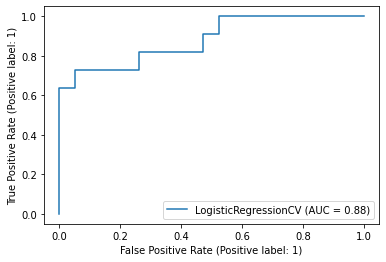 True Positive Rate (Positive label: 1)
1.0
0.8
0.6
0.4
0.2
0.0
LogisticRegressionCV (AUC = 0.88)
0.0 0.2 0.4 0.6 0.8 1.0
False Positive Rate (Positive label: 1)